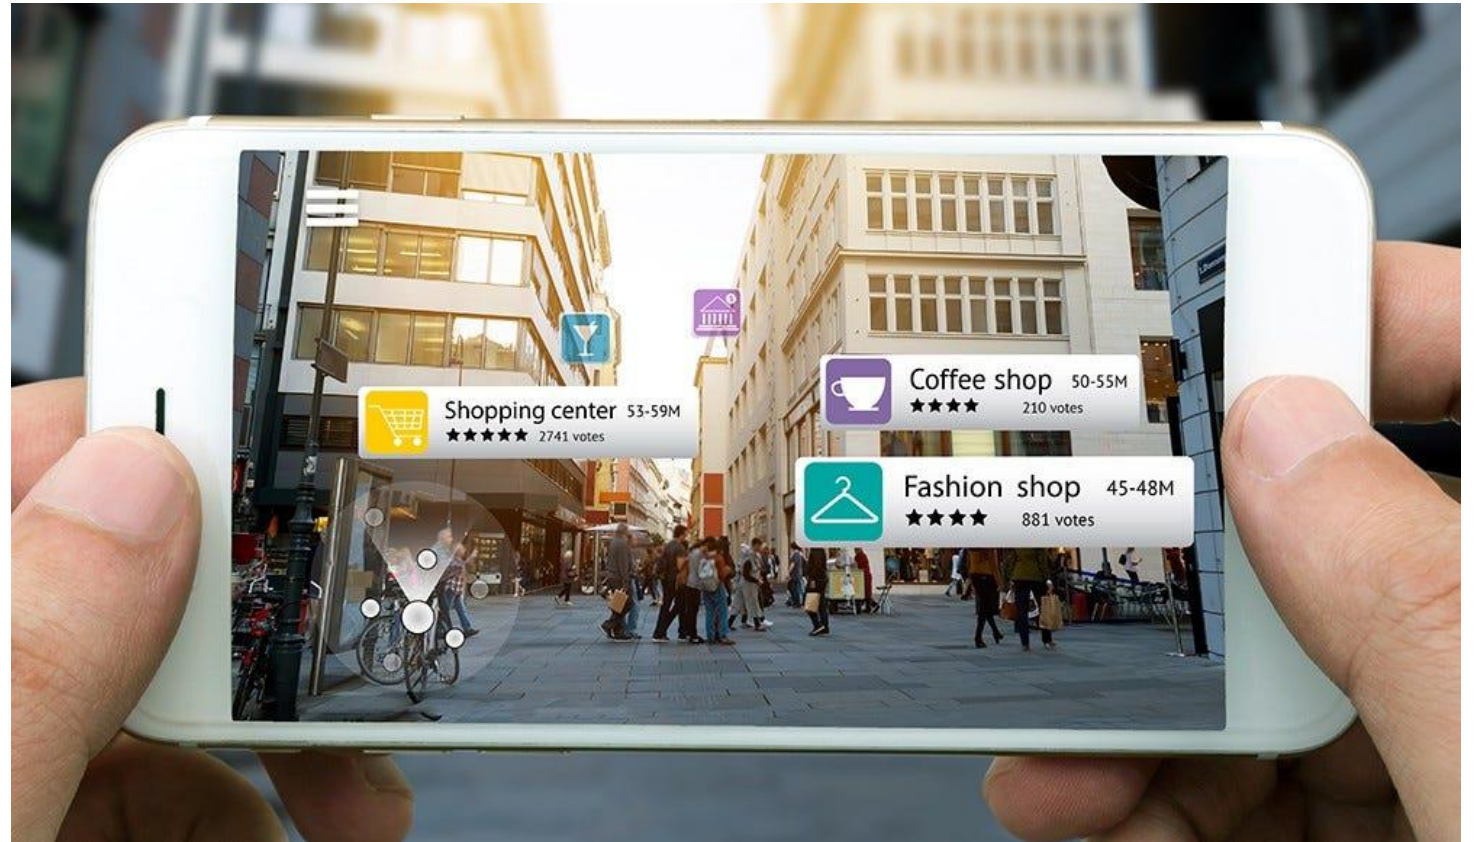 Shopping center 53-59M
★★★★★ 2741 votes
Coffee shop 50-55M
★★★★ 210 votes
Fashion shop 45-48M
★★★★ 881 votes